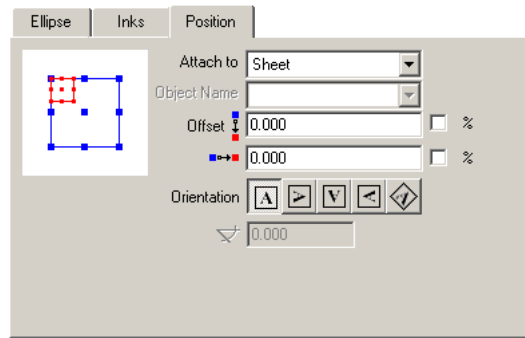 Ellipse Inks Position
Attach to Sheet
Object Name
Offset 0.000 %
0.000 %
Orientation A A V A A
0.000